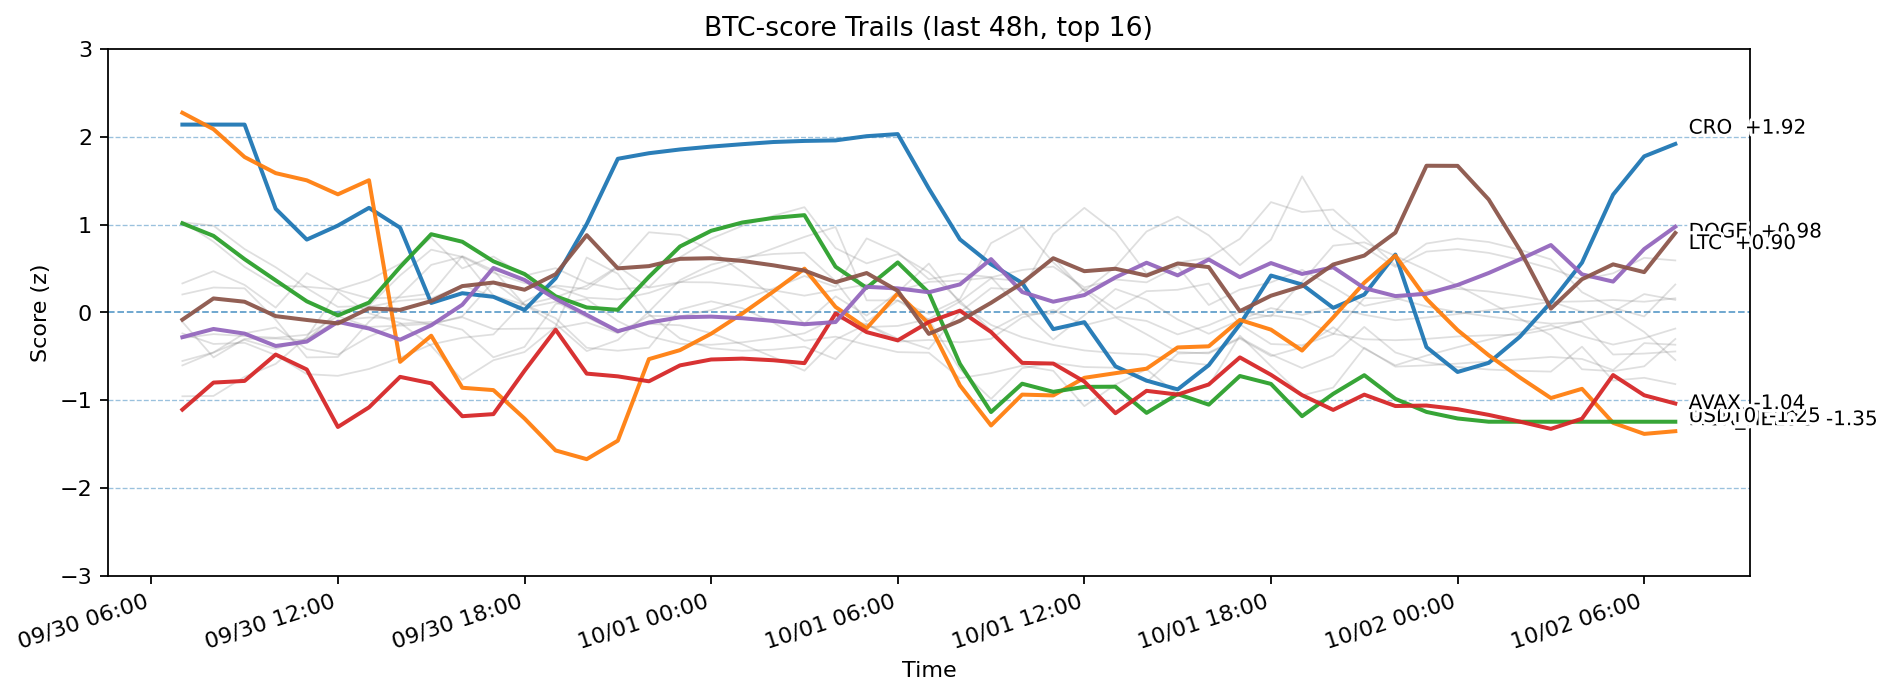 BTC-score Trails (last 48h, top 16)
3
2
1
0
−1
−2
−3
Score (z)
CRO +1.92
DOGE +0.98
LTC +0.90
AVAX -1.04
USDT0 -1.25
-1.35
09/30 06:00
09/30 12:00
09/30 18:00
10/01 00:00
10/01 06:00
10/01 12:00
10/01 18:00
10/02 00:00
10/02 06:00
Time